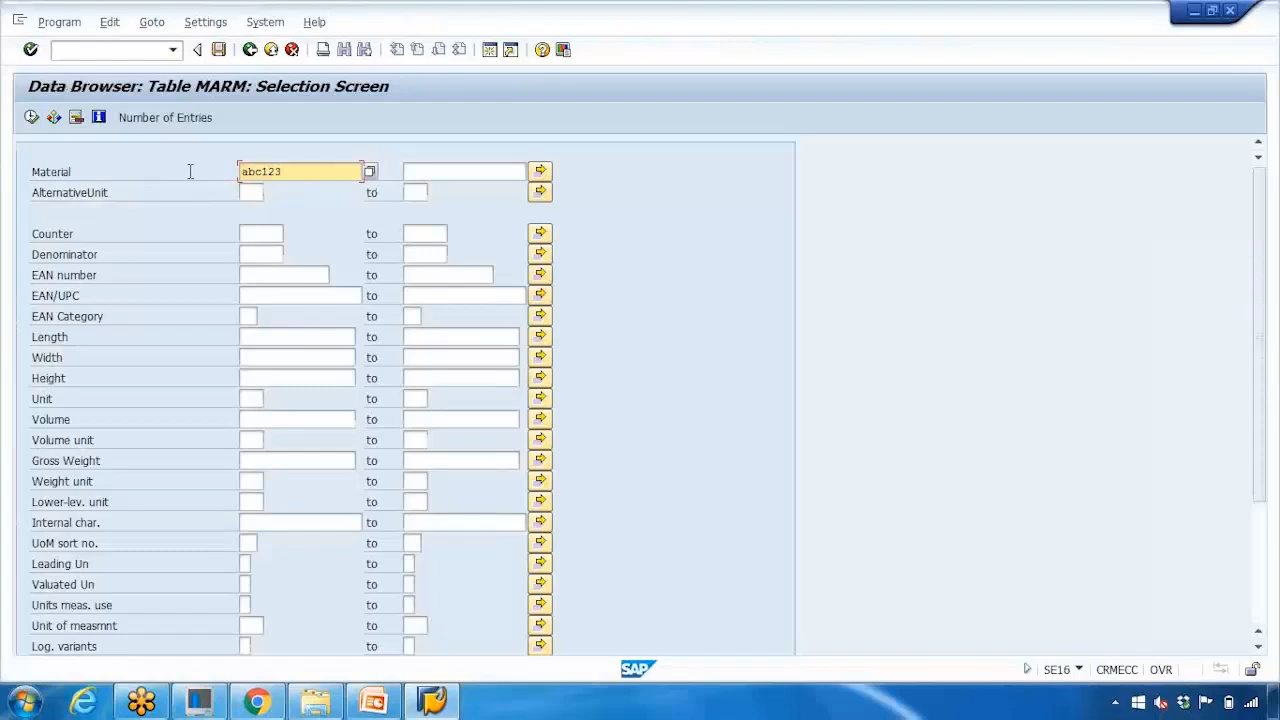 Program Edit Goto Settings System Help
Data Browser: Table MARM: Selection Screen
Number of Entries
Material abc123
AlternativeUnit to
Counter to
Denominator to
EAN number to
EAN/UPC to
EAN Category to
Length to
Width to
Height to
Unit to
Volume to
Volume unit to
Gross Weight to
Weight unit to
Lower-lev. unit to
Internal char. to
UoM sort no. to
Leading Un to
Valuated Un to
Units meas. use to
Unit of measmnt to
Log. variants to
SAP SE16 CRMECC OVR